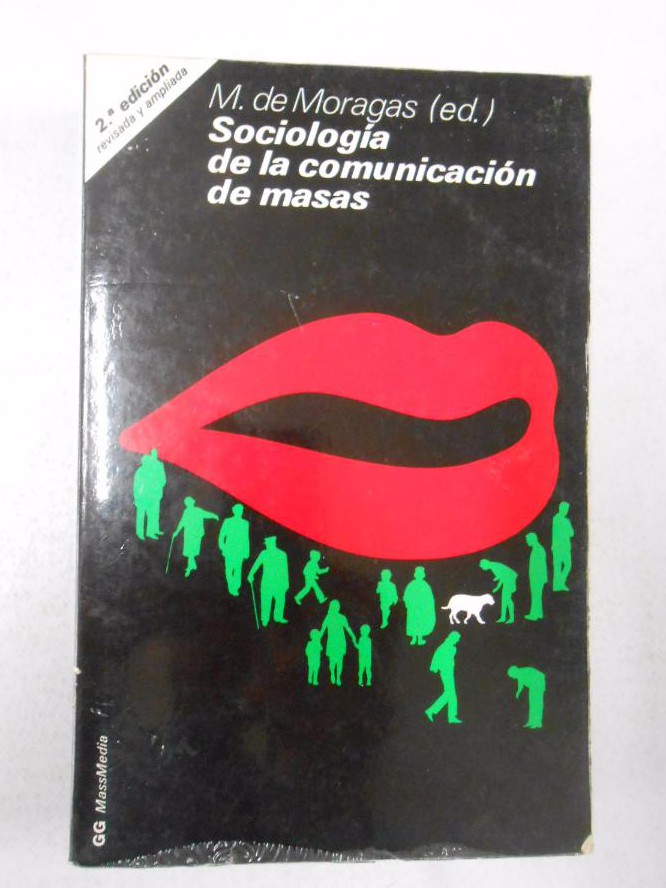 2.ª edición
revisada y ampliada
M. de Moragas (ed.)
Sociología
de la comunicación
de masas
GG MassMedia